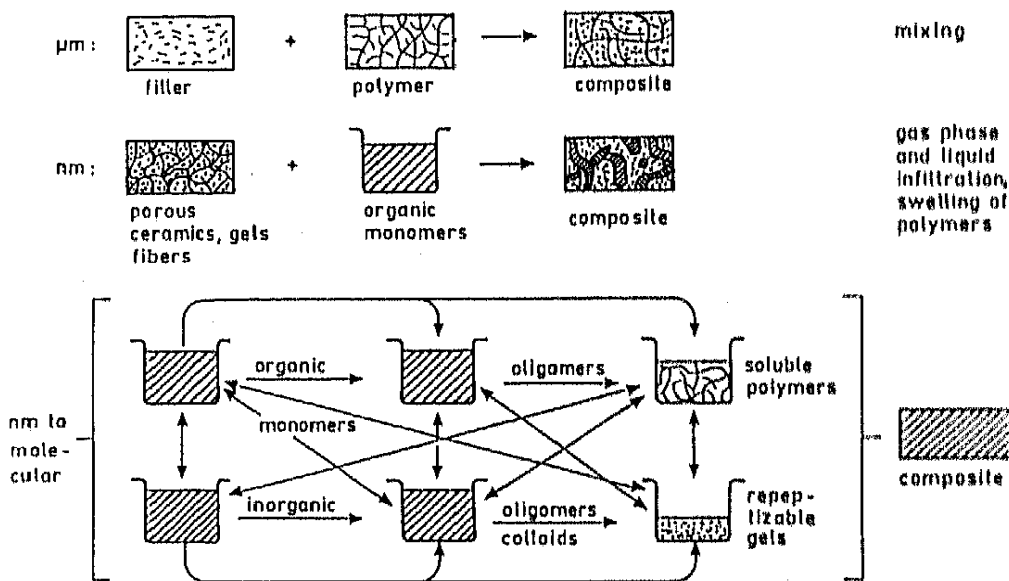 µm:
+
mixing
filler
polymer
composite
nm:
+
gas phase
and liquid
infiltration,
swelling of
polymers
porous
ceramics, gels
fibers
organic
monomers
composite
organic
oligomers
soluble
polymers
monomers
nm to
mole-
cular
inorganic
oligomers
colloids
repep-
tizable
gels
composite